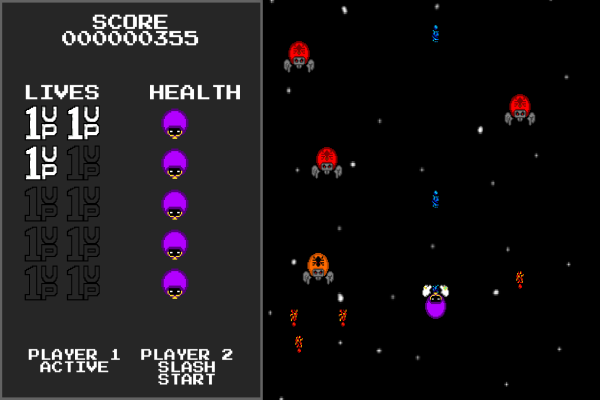 SCORE
000000355
LIVES HEALTH
1UP 1UP
1UP 1UP
1UP 1UP
1UP 1UP
1UP 1UP
PLAYER 1 PLAYER 2
ACTIVE SLASH
START